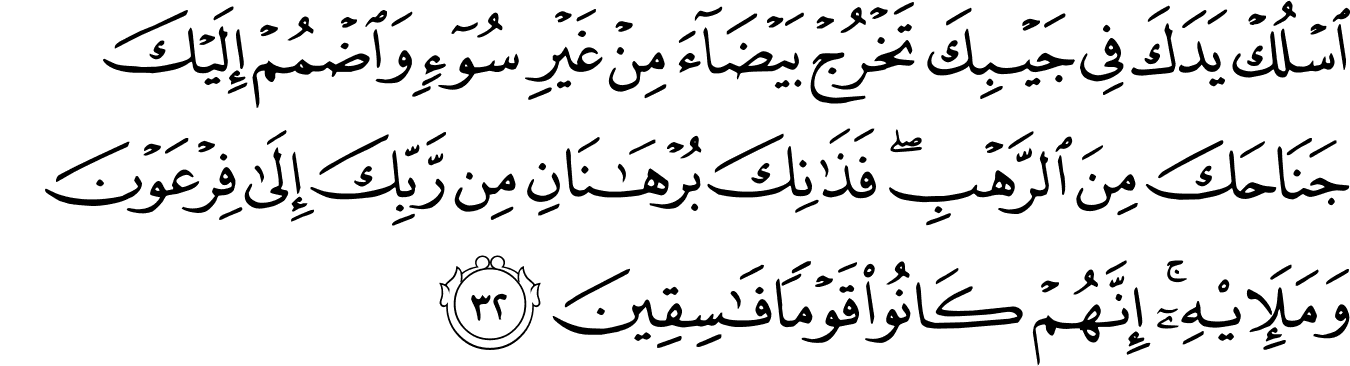 ٱسْلُكْ يَدَكَ فِى جَيْبِكَ تَخْرُجْ بَيْضَآءَ مِنْ غَيْرِ سُوٓءٍ وَٱضْمُمْ إِلَيْكَ
جَنَاحَكَ مِنَ ٱلرَّهْبِ ۖ فَذَٰنِكَ بُرْهَـٰنَانِ مِن رَّبِّكَ إِلَىٰ فِرْعَوْنَ
وَمَلَإِي۟هِۦٓ ۚ إِنَّهُمْ كَانُوا۟ قَوْمًا فَـٰسِقِينَ ٣٢